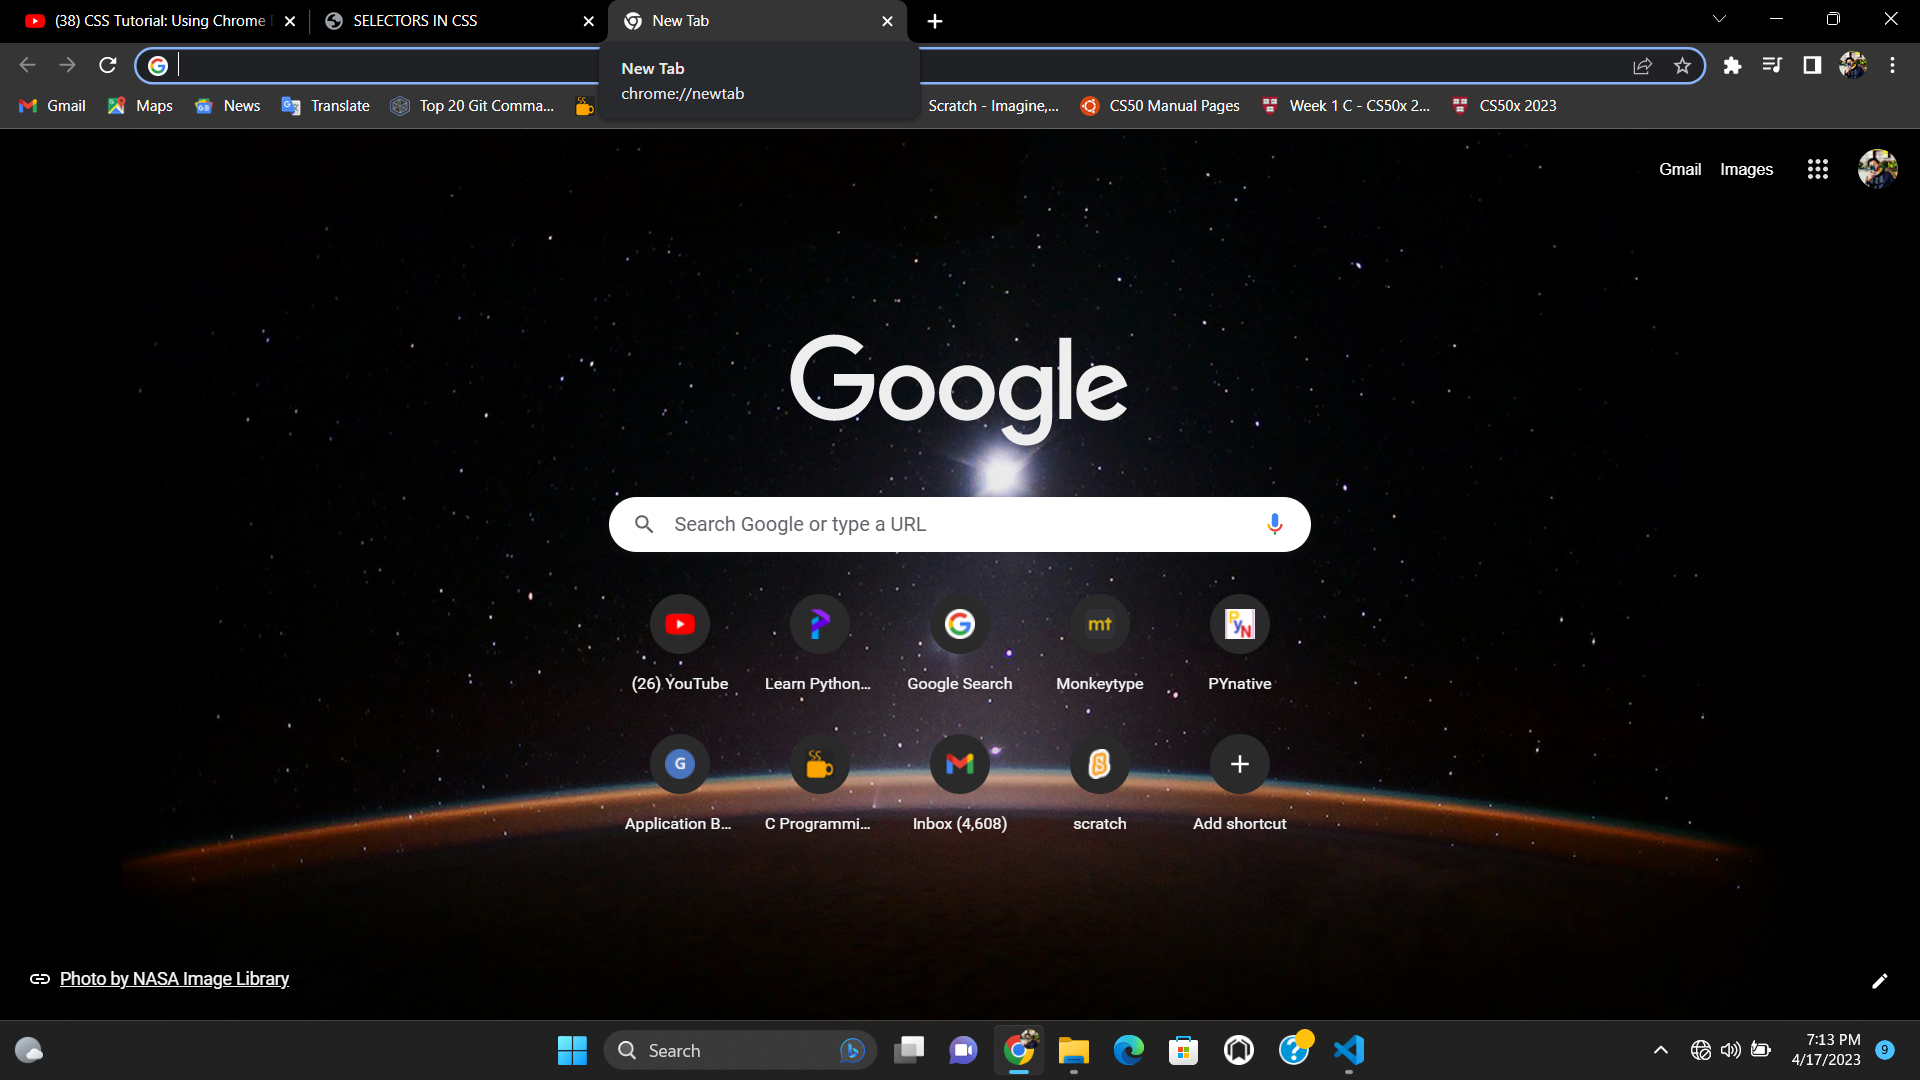 (38) CSS Tutorial: Using Chrome
SELECTORS IN CSS
New Tab
New Tab
chrome://newtab
Gmail
Maps
News
Translate
Top 20 Git Comma...
Scratch - Imagine,...
CS50 Manual Pages
Week 1 C - CS50x 2...
CS50x 2023
Gmail
Images
Google
Search Google or type a URL
(26) YouTube
Learn Python...
Google Search
mt
Monkeytype
PyN
PYnative
G
Application B...
C Programmi...
Inbox (4,608)
scratch
Add shortcut
Photo by NASA Image Library
Search
7:13 PM
4/17/2023
9